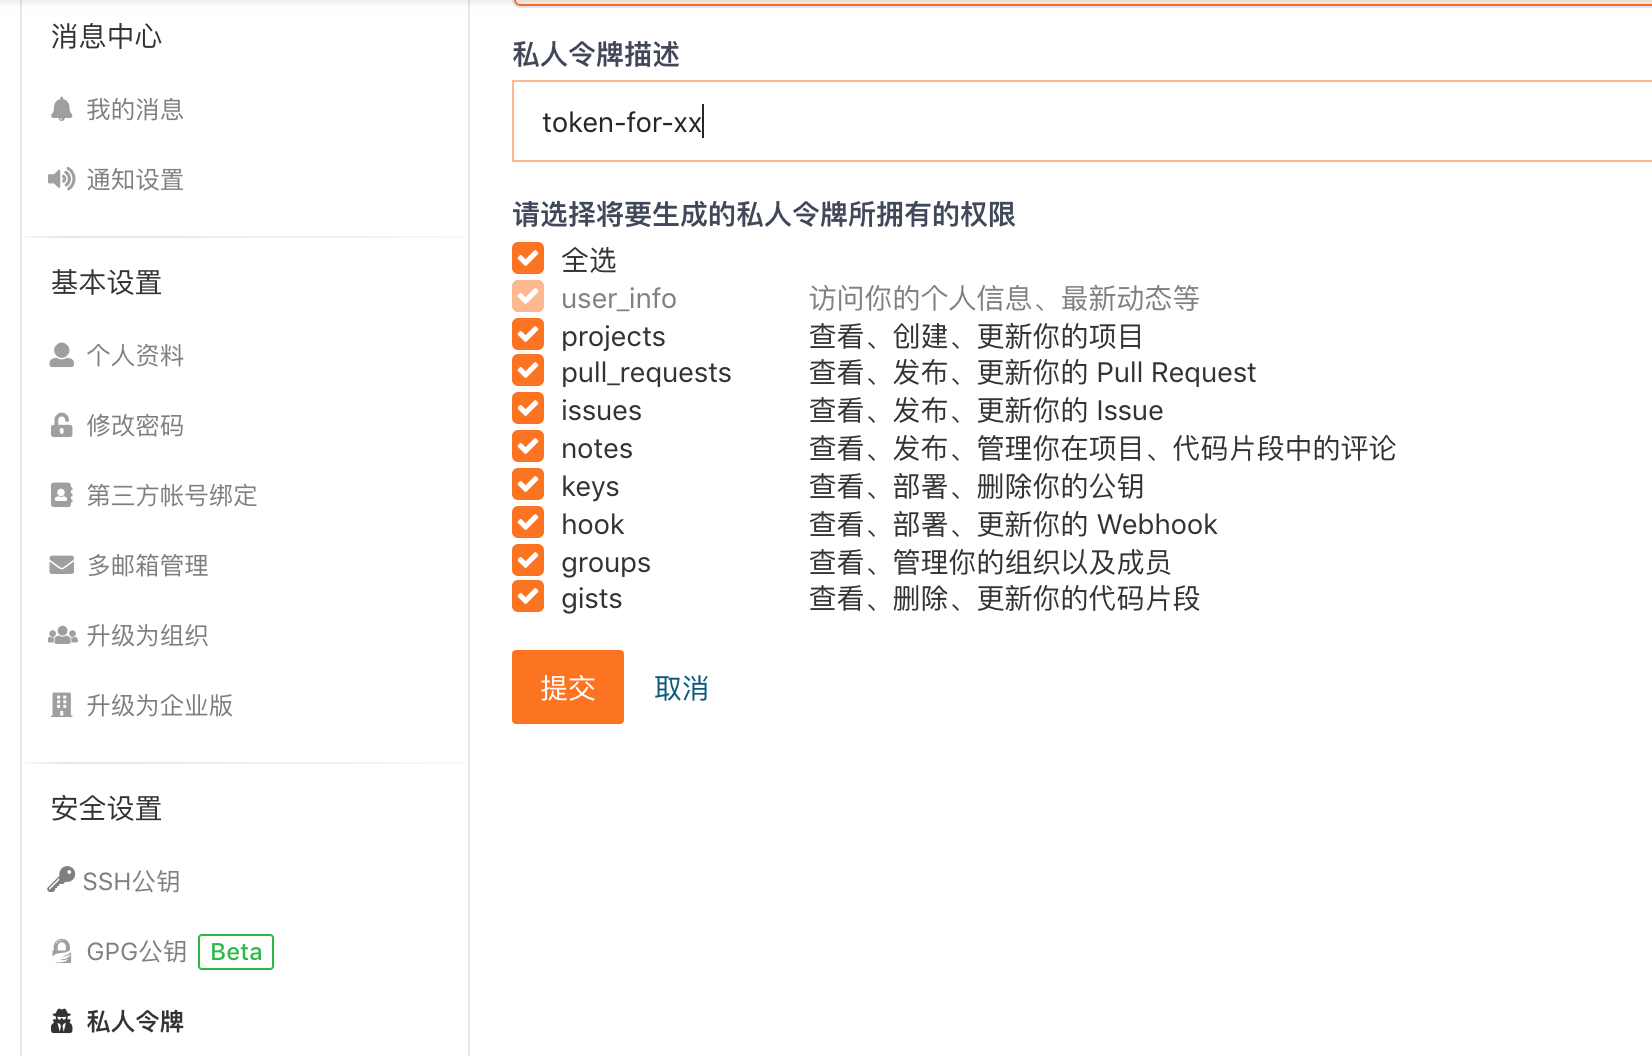 消息中心
我的消息
通知设置
基本设置
个人资料
修改密码
第三方帐号绑定
多邮箱管理
升级为组织
升级为企业版
安全设置
SSH公钥
GPG公钥 Beta
私人令牌
私人令牌描述
token-for-xx
请选择将要生成的私人令牌所拥有的权限
全选
user_info 访问你的个人信息、最新动态等
projects 查看、创建、更新你的项目
pull_requests 查看、发布、更新你的 Pull Request
issues 查看、发布、更新你的 Issue
notes 查看、发布、管理你在项目、代码片段中的评论
keys 查看、部署、删除你的公钥
hook 查看、部署、更新你的 Webhook
groups 查看、管理你的组织以及成员
gists 查看、删除、更新你的代码片段
提交 取消